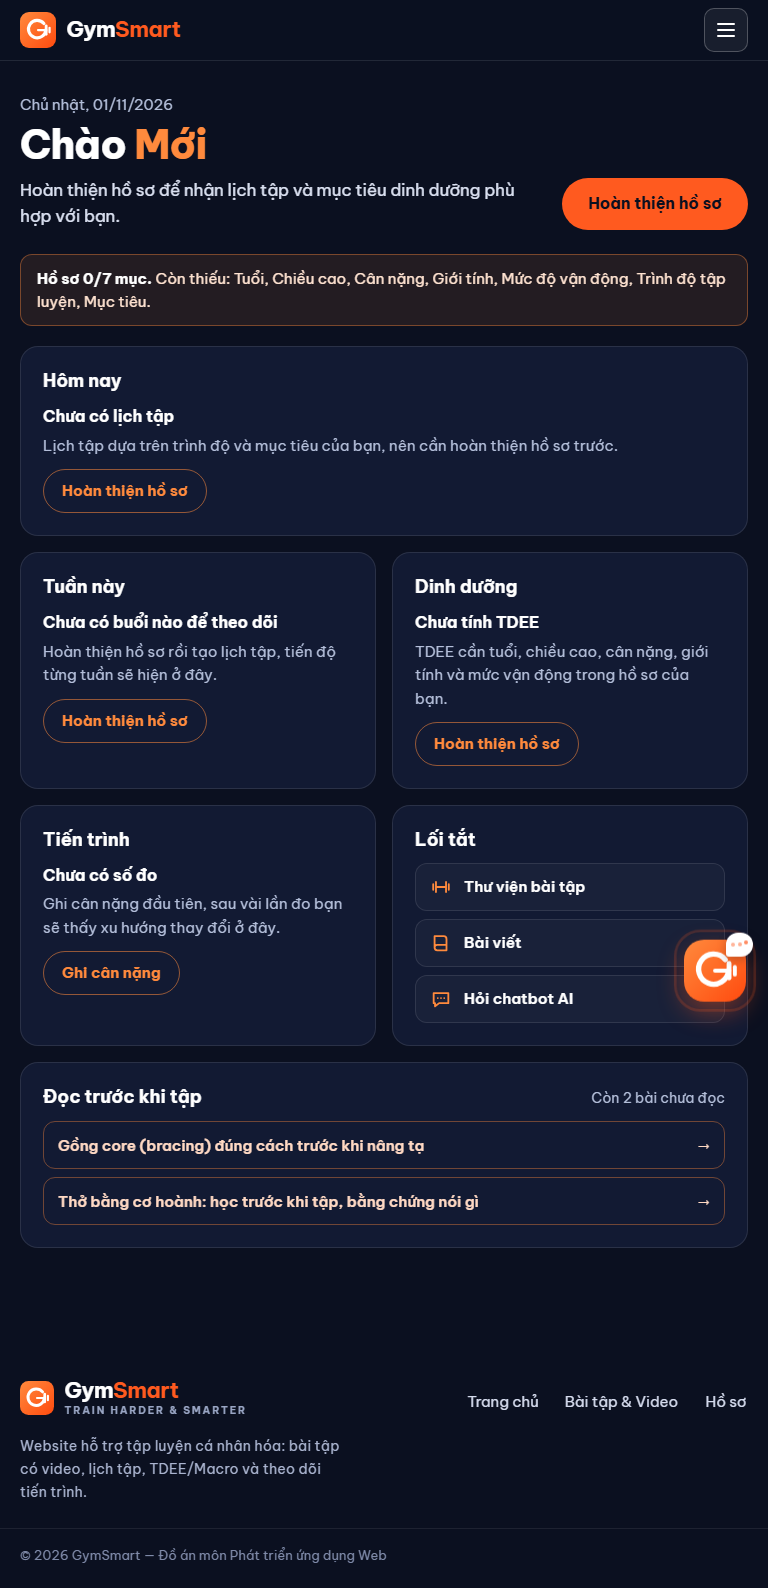 GymSmart
Chủ nhật, 01/11/2026
Chào Mới
Hoàn thiện hồ sơ để nhận lịch tập và mục tiêu dinh dưỡng phù
hợp với bạn.
Hoàn thiện hồ sơ
Hồ sơ 0/7 mục. Còn thiếu: Tuổi, Chiều cao, Cân nặng, Giới tính, Mức độ vận động, Trình độ tập
luyện, Mục tiêu.
Hôm nay
Chưa có lịch tập
Lịch tập dựa trên trình độ và mục tiêu của bạn, nên cần hoàn thiện hồ sơ trước.
Hoàn thiện hồ sơ
Tuần này
Chưa có buổi nào để theo dõi
Hoàn thiện hồ sơ rồi tạo lịch tập, tiến độ
từng tuần sẽ hiện ở đây.
Hoàn thiện hồ sơ
Dinh dưỡng
Chưa tính TDEE
TDEE cần tuổi, chiều cao, cân nặng, giới
tính và mức vận động trong hồ sơ của
bạn.
Hoàn thiện hồ sơ
Tiến trình
Chưa có số đo
Ghi cân nặng đầu tiên, sau vài lần đo bạn
sẽ thấy xu hướng thay đổi ở đây.
Ghi cân nặng
Lối tắt
Thư viện bài tập
Bài viết
Hỏi chatbot AI
Đọc trước khi tập
Còn 2 bài chưa đọc
Gồng core (bracing) đúng cách trước khi nâng tạ →
Thở bằng cơ hoành: học trước khi tập, bằng chứng nói gì →
GymSmart
TRAIN HARDER & SMARTER
Trang chủ Bài tập & Video Hồ sơ
Website hỗ trợ tập luyện cá nhân hóa: bài tập
có video, lịch tập, TDEE/Macro và theo dõi
tiến trình.
© 2026 GymSmart — Đồ án môn Phát triển ứng dụng Web